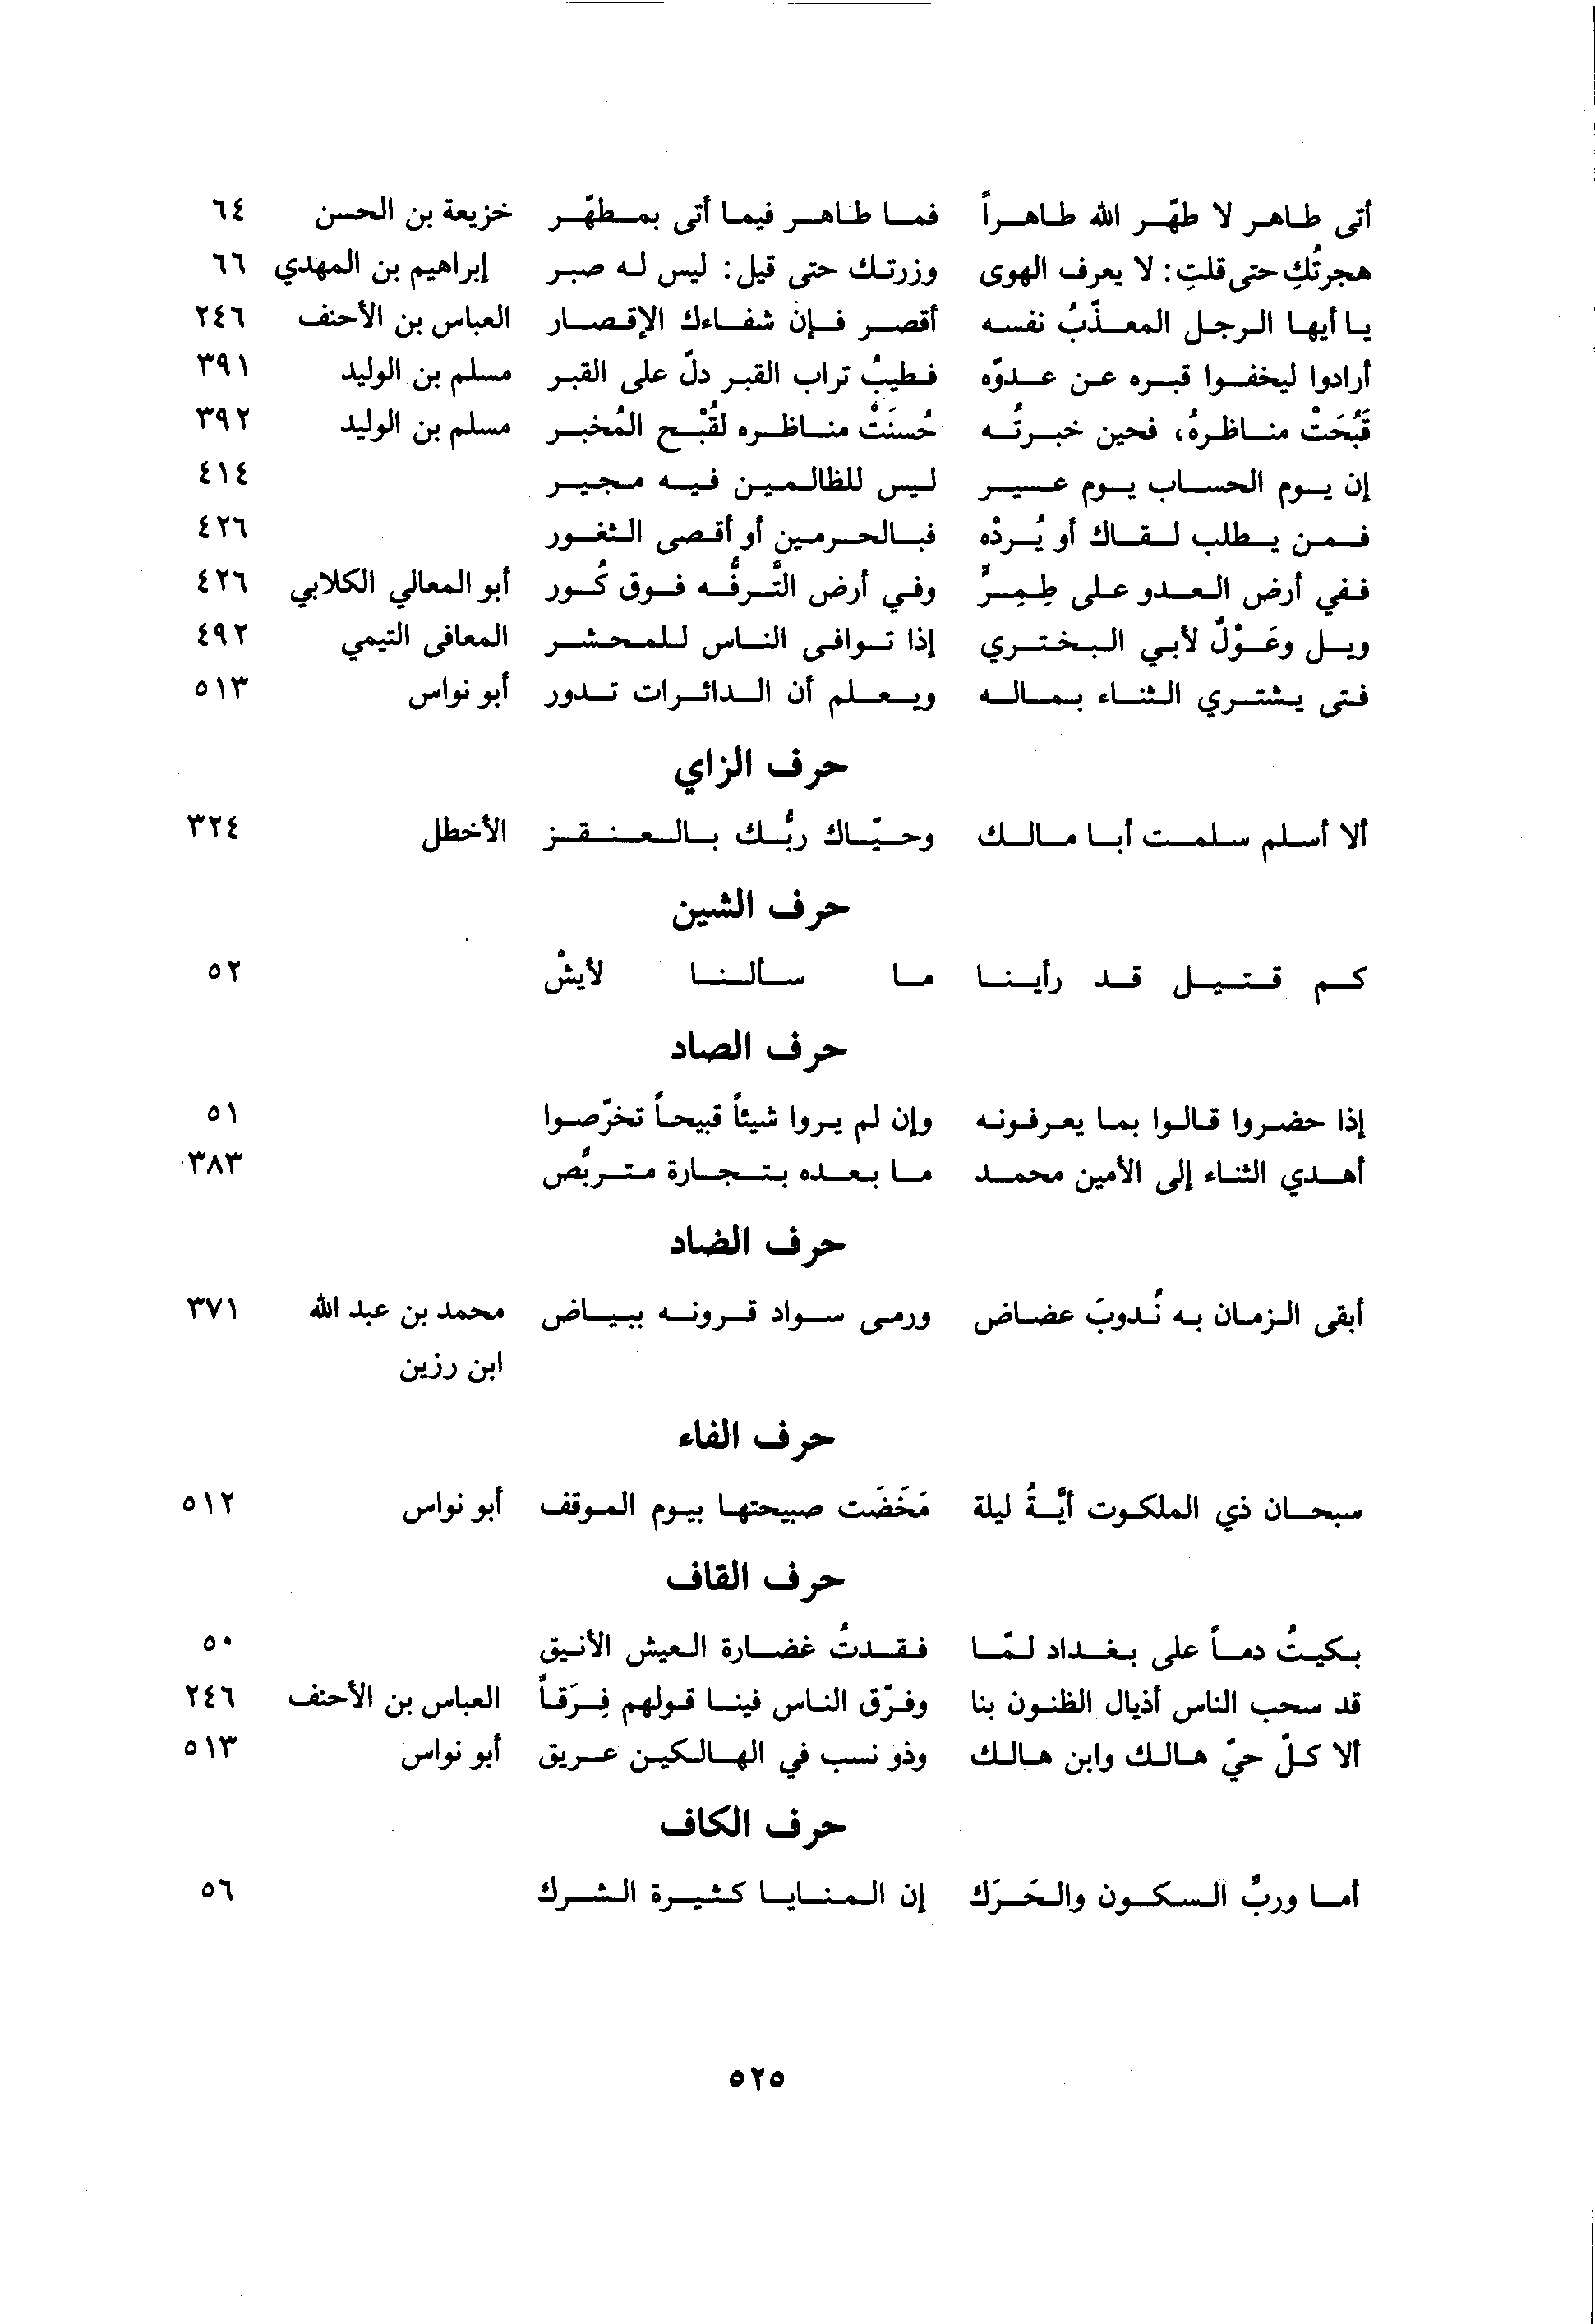 أتى طاهر لا طهّر الله طاهراً فما طاهر فيما أتى بمطهّر خزيعة بن الحسن ٦٤
هجرتُكِ حتى قلتِ: لا يعرف الهوى وزرتك حتى قيل: ليس له صبر إبراهيم بن المهدي ٦٦
يا أيها الرجل المعذّبُ نفسه أقصر فإن شفاءك الإقصار العباس بن الأحنف ٢٤٦
أرادوا ليخفوا قبره عن عدوّه فطيبُ تراب القبر دلّ على القبر مسلم بن الوليد ٣٩١
قَبُحَتْ مناظرهُ، فحين خبرتُه حُسنَتْ مناظره لقُبْح المُخبر مسلم بن الوليد ٣٩٢
إن يوم الحساب يوم عسير ليس للظالمين فيه مجير ٤١٤
فمن يطلب لقاك أو يُردْه فبالحرمين أو أقصى الثغور ٤٢٦
ففي أرض العدو على طِمِرٍّ وفي أرض التَّرفُّه فوق كُور أبو المعالي الكلابي ٤٢٦
ويل وعَوْلٌ لأبي البختري إذا توافى الناس للمحشر المعافى التيمي ٤٩٢
فتى يشتري الثناء بماله ويعلم أن الدائرات تدور أبو نواس ٥١٣
حرف الزاي
ألا أسلم سلمت أبا مالك وحيّاك ربُّك بالعنقز الأخطل ٣٢٤
حرف الشين
كم قتيل قد رأينا ما سألنا لأيشْ ٥٢
حرف الصاد
إذا حضروا قالوا بما يعرفونه وإن لم يروا شيئاً قبيحاً تخرّصوا ٥١
أهدي الثناء إلى الأمين محمد ما بعده بتجارة متربَّص ٣٨٣
حرف الضاد
أبقى الزمان به نُدوبَ عضاض ورمى سواد قرونه ببياض محمد بن عبد الله ٣٧١
ابن رزين
حرف الفاء
سبحان ذي الملكوت أيَّةُ ليلة مَخَضَت صبيحتها بيوم الموقف أبو نواس ٥١٢
حرف القاف
بكيتُ دماً على بغداد لمّا فقدتُ غضارة العيش الأنيق ٥٠
قد سحب الناس أذيال الظنون بنا وفرّق الناس فينا قولهم فِرَقاً العباس بن الأحنف ٢٤٦
ألا كلّ حيّ هالك وابن هالك وذو نسب في الهالكين عريق أبو نواس ٥١٣
حرف الكاف
أما وربِّ السكون والحَرَك إن المنايا كثيرة الشرك ٥٦
٥٢٥